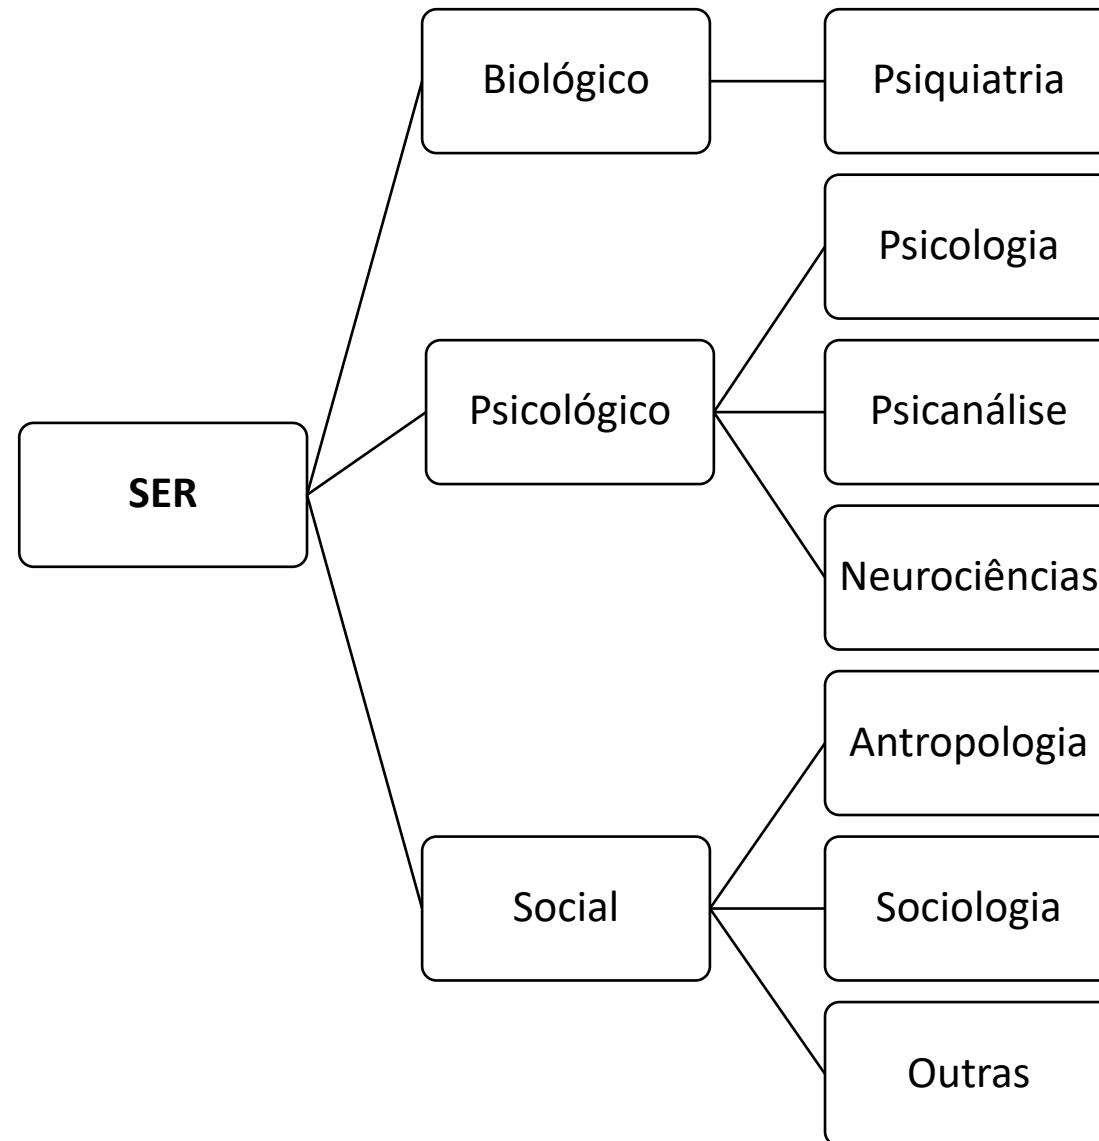 SER
Biológico
Psiquiatria
Psicológico
Psicologia
Psicanálise
Neurociências
Social
Antropologia
Sociologia
Outras